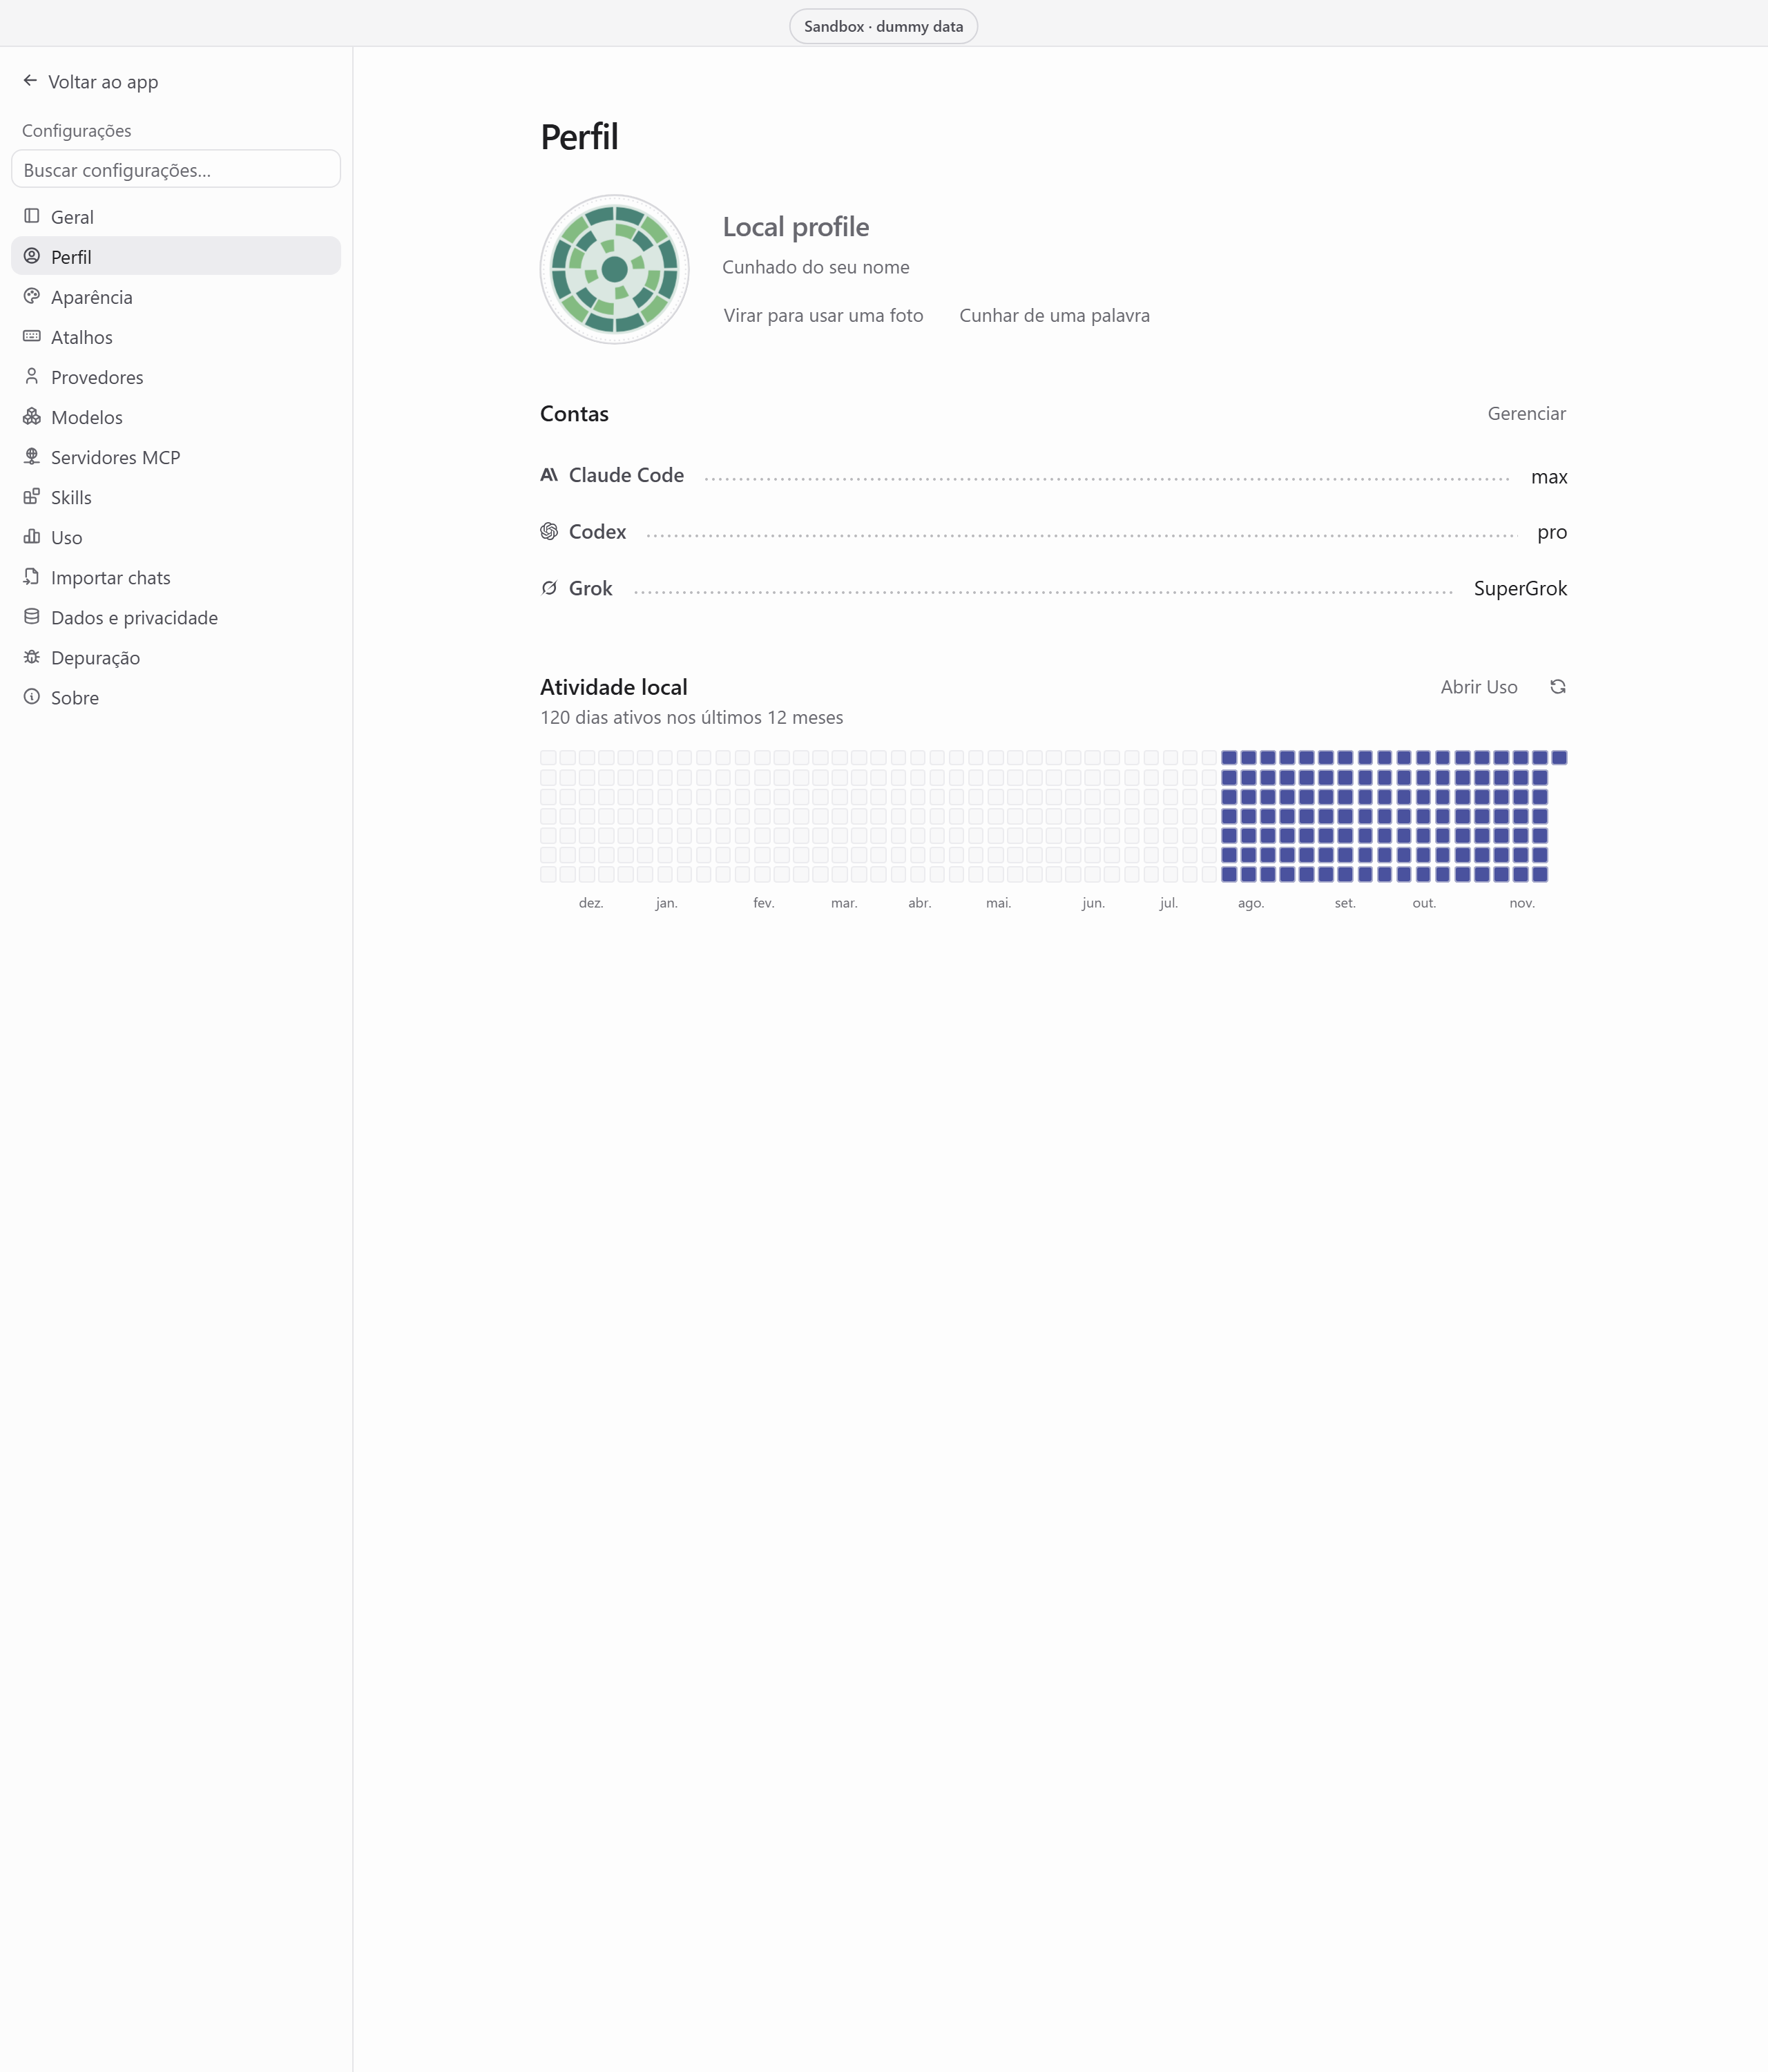 Sandbox · dummy data
Voltar ao app
Configurações
Buscar configurações...
Geral
Perfil
Aparência
Atalhos
Provedores
Modelos
Servidores MCP
Skills
Uso
Importar chats
Dados e privacidade
Depuração
Sobre
Perfil
Local profile
Cunhado do seu nome
Virar para usar uma foto Cunhar de uma palavra
Contas Gerenciar
Claude Code max
Codex pro
Grok SuperGrok
Atividade local Abrir Uso
120 dias ativos nos últimos 12 meses
dez. jan. fev. mar. abr. mai. jun. jul. ago. set. out. nov.